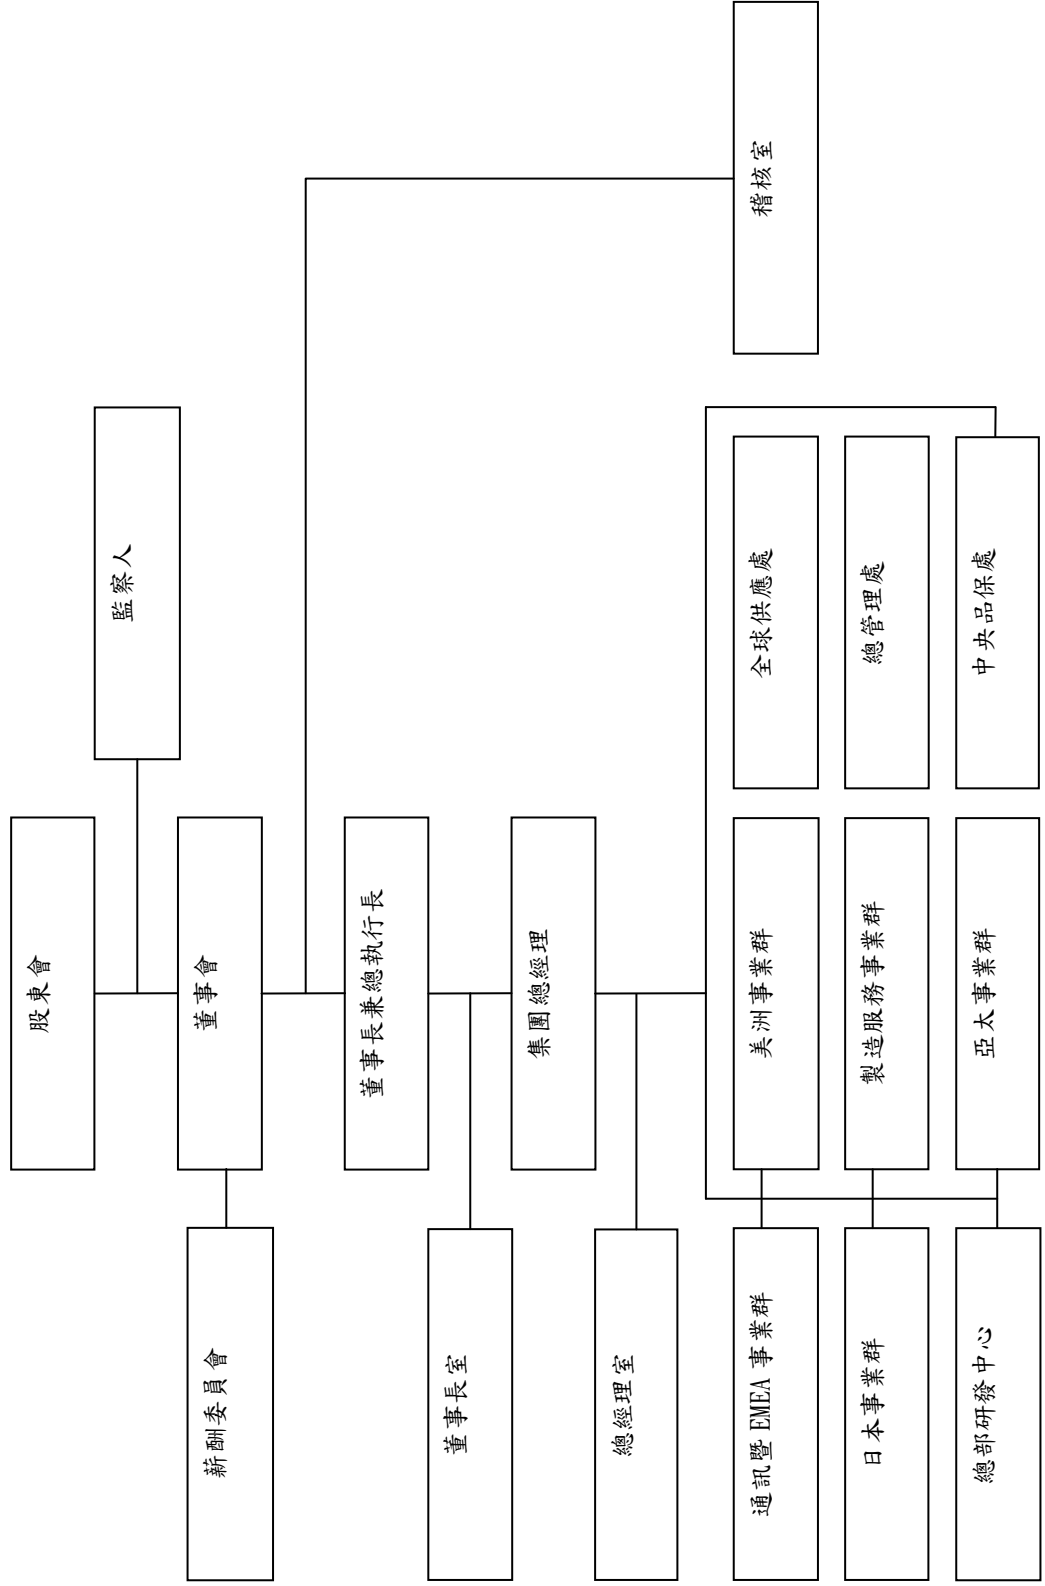 股東會
監察人
董事會
薪酬委員會
董事長兼總執行長
稽核室
董事長室
集團總經理
總經理室
通訊暨 EMEA 事業群
美洲事業群
全球供應處
日本事業群
製造服務事業群
總管理處
總部研發中心
亞太事業群
中央品保處